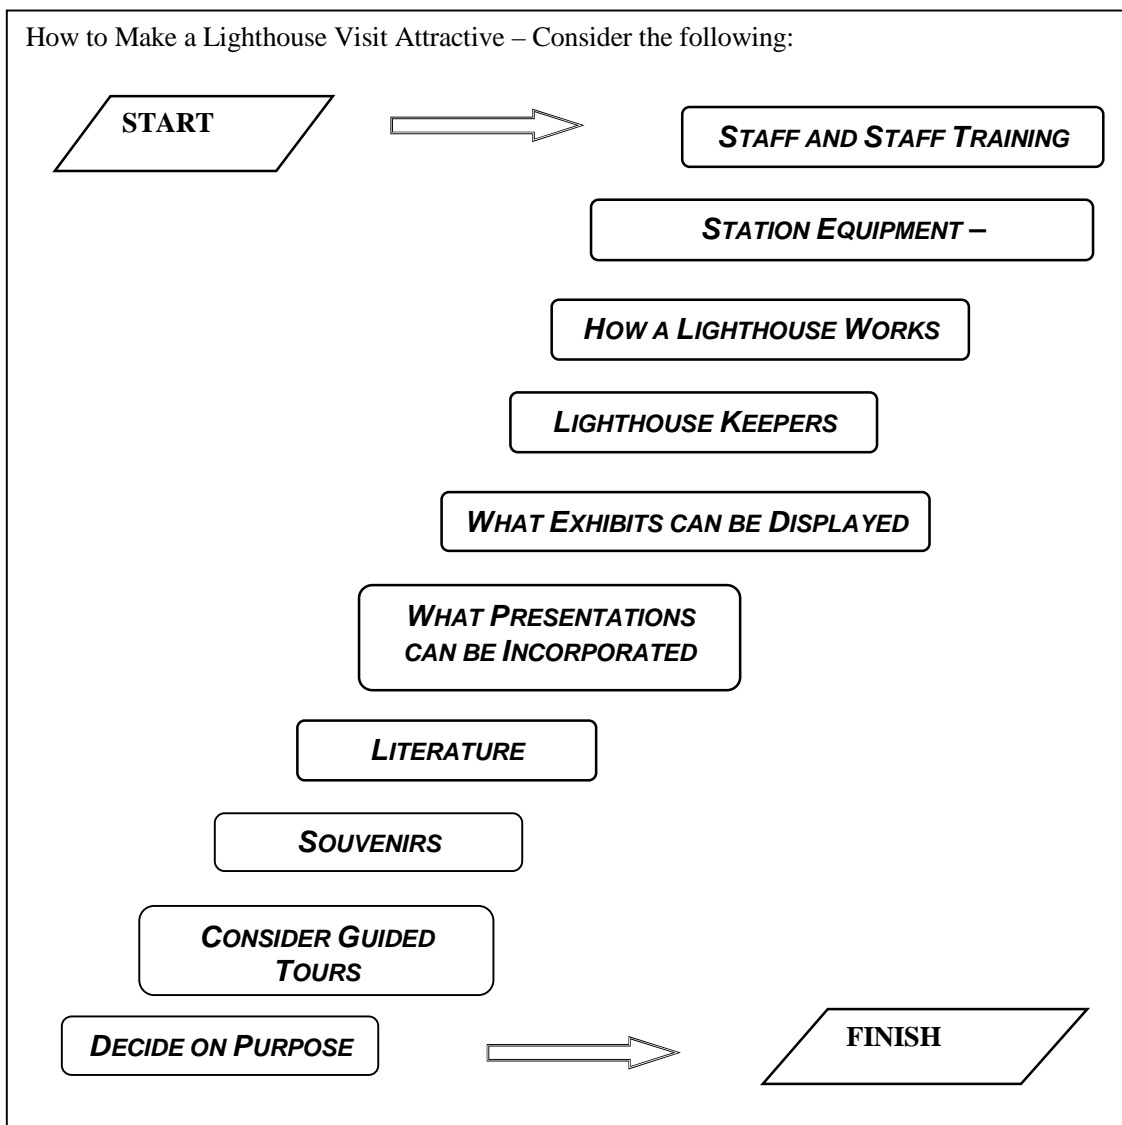 How to Make a Lighthouse Visit Attractive – Consider the following:
START
STAFF AND STAFF TRAINING
STATION EQUIPMENT –
HOW A LIGHTHOUSE WORKS
LIGHTHOUSE KEEPERS
WHAT EXHIBITS CAN BE DISPLAYED
WHAT PRESENTATIONS
CAN BE INCORPORATED
LITERATURE
SOUVENIRS
CONSIDER GUIDED
TOURS
DECIDE ON PURPOSE
FINISH